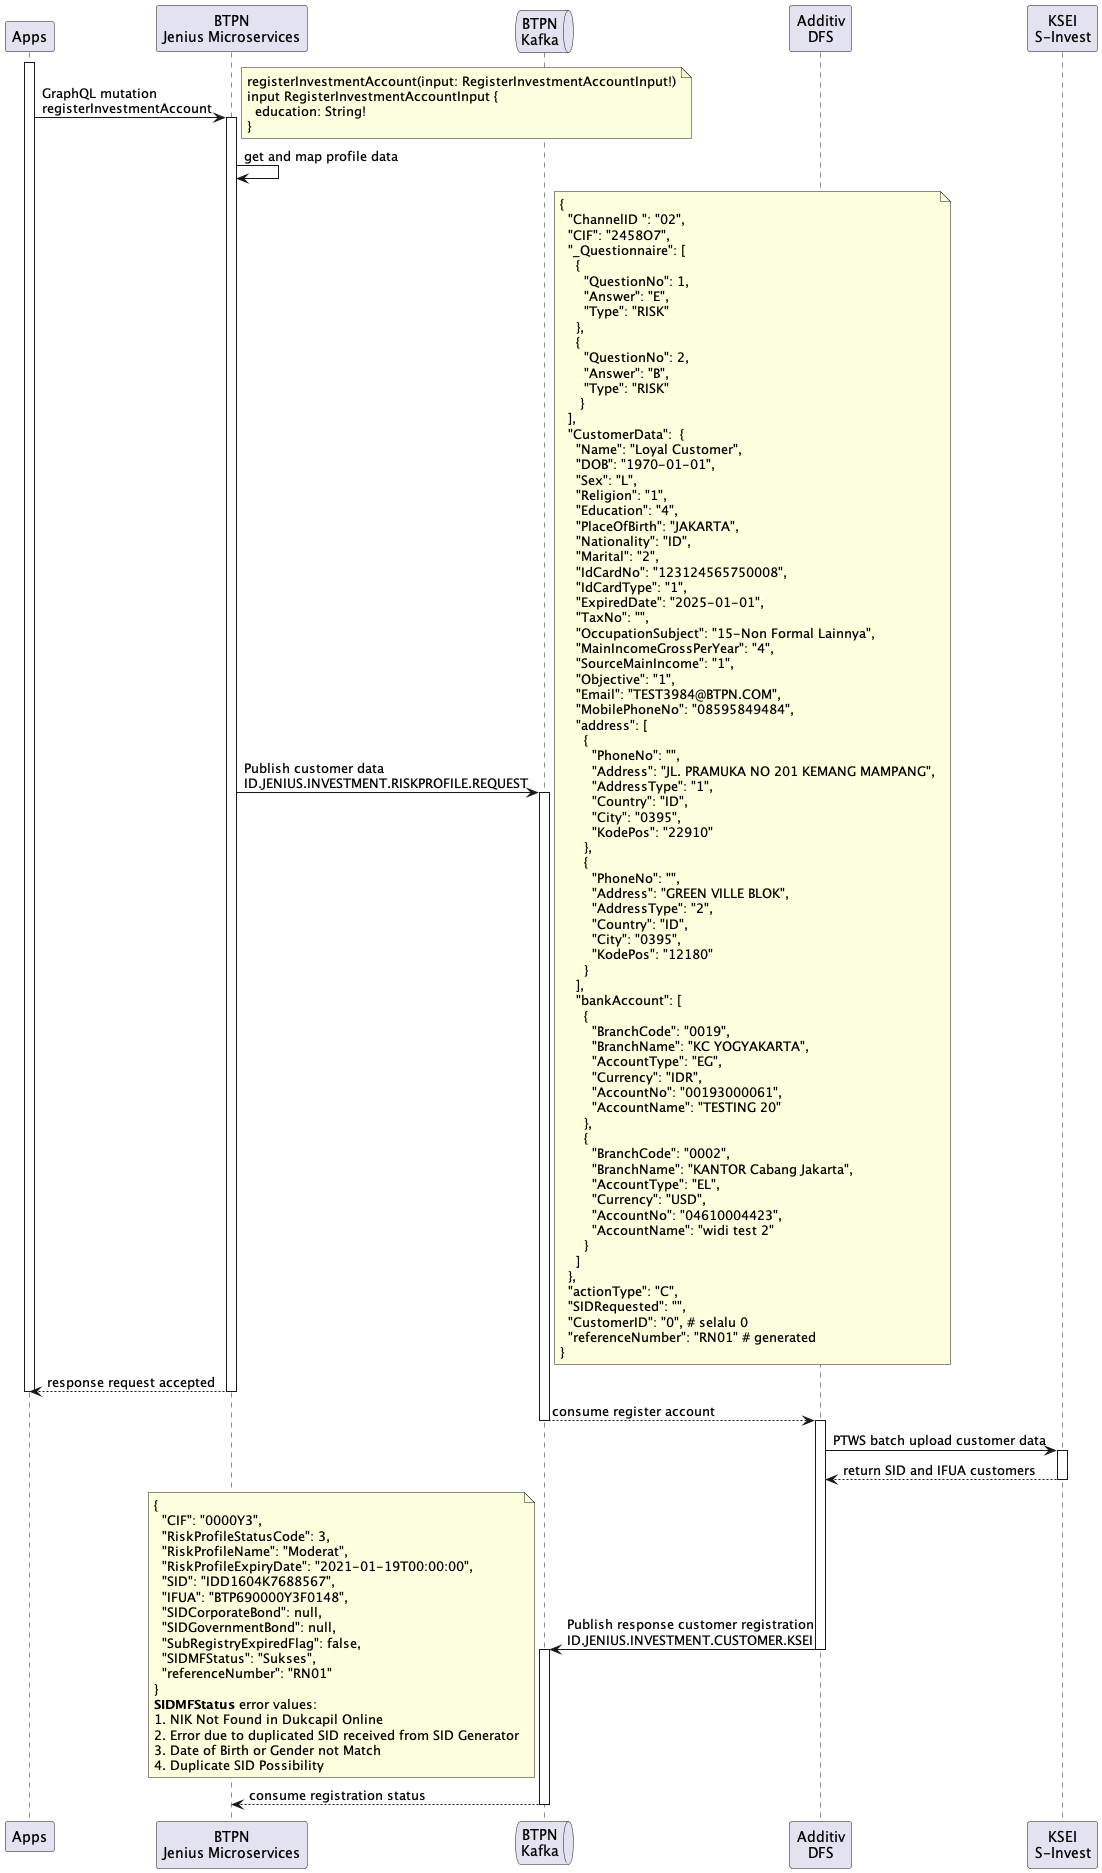 Apps
BTPN
Jenius Microservices
BTPN
Kafka
Additiv
DFS
KSEI
S-Invest
GraphQL mutation
registerInvestmentAccount
registerInvestmentAccount(input: RegisterInvestmentAccountInput!)
input RegisterInvestmentAccountInput {
education: String!
}
get and map profile data
Publish customer data
ID.JENIUS.INVESTMENT.RISKPROFILE.REQUEST
{
"ChannelID ": "02",
"CIF": "2458O7",
"_Questionnaire": [
{
"QuestionNo": 1,
"Answer": "E",
"Type": "RISK"
},
{
"QuestionNo": 2,
"Answer": "B",
"Type": "RISK"
}
],
"CustomerData":  {
"Name": "Loyal Customer",
"DOB": "1970-01-01",
"Sex": "L",
"Religion": "1",
"Education": "4",
"PlaceOfBirth": "JAKARTA",
"Nationality": "ID",
"Marital": "2",
"IdCardNo": "123124565750008",
"IdCardType": "1",
"ExpiredDate": "2025-01-01",
"TaxNo": "",
"OccupationSubject": "15-Non Formal Lainnya",
"MainIncomeGrossPerYear": "4",
"SourceMainIncome": "1",
"Objective": "1",
"Email": "TEST3984@BTPN.COM",
"MobilePhoneNo": "08595849484",
"address": [
{
"PhoneNo": "",
"Address": "JL. PRAMUKA NO 201 KEMANG MAMPANG",
"AddressType": "1",
"Country": "ID",
"City": "0395",
"KodePos": "22910"
},
{
"PhoneNo": "",
"Address": "GREEN VILLE BLOK",
"AddressType": "2",
"Country": "ID",
"City": "0395",
"KodePos": "12180"
}
],
"bankAccount": [
{
"BranchCode": "0019",
"BranchName": "KC YOGYAKARTA",
"AccountType": "EG",
"Currency": "IDR",
"AccountNo": "00193000061",
"AccountName": "TESTING 20"
},
{
"BranchCode": "0002",
"BranchName": "KANTOR Cabang Jakarta",
"AccountType": "EL",
"Currency": "USD",
"AccountNo": "04610004423",
"AccountName": "widi test 2"
}
]
},
"actionType": "C",
"SIDRequested": "",
"CustomerID": "0", # selalu 0
"referenceNumber": "RN01" # generated
}
response request accepted
consume register account
PTWS batch upload customer data
return SID and IFUA customers
Publish response customer registration
ID.JENIUS.INVESTMENT.CUSTOMER.KSEI
{
"CIF": "0000Y3",
"RiskProfileStatusCode": 3,
"RiskProfileName": "Moderat",
"RiskProfileExpiryDate": "2021-01-19T00:00:00",
"SID": "IDD1604K7688567",
"IFUA": "BTP690000Y3F0148",
"SIDCorporateBond": null,
"SIDGovernmentBond": null,
"SubRegistryExpiredFlag": false,
"SIDMFStatus": "Sukses",
"referenceNumber": "RN01"
}
SIDMFStatus error values:
1. NIK Not Found in Dukcapil Online
2. Error due to duplicated SID received from SID Generator
3. Date of Birth or Gender not Match
4. Duplicate SID Possibility
consume registration status
Apps
BTPN
Jenius Microservices
BTPN
Kafka
Additiv
DFS
KSEI
S-Invest